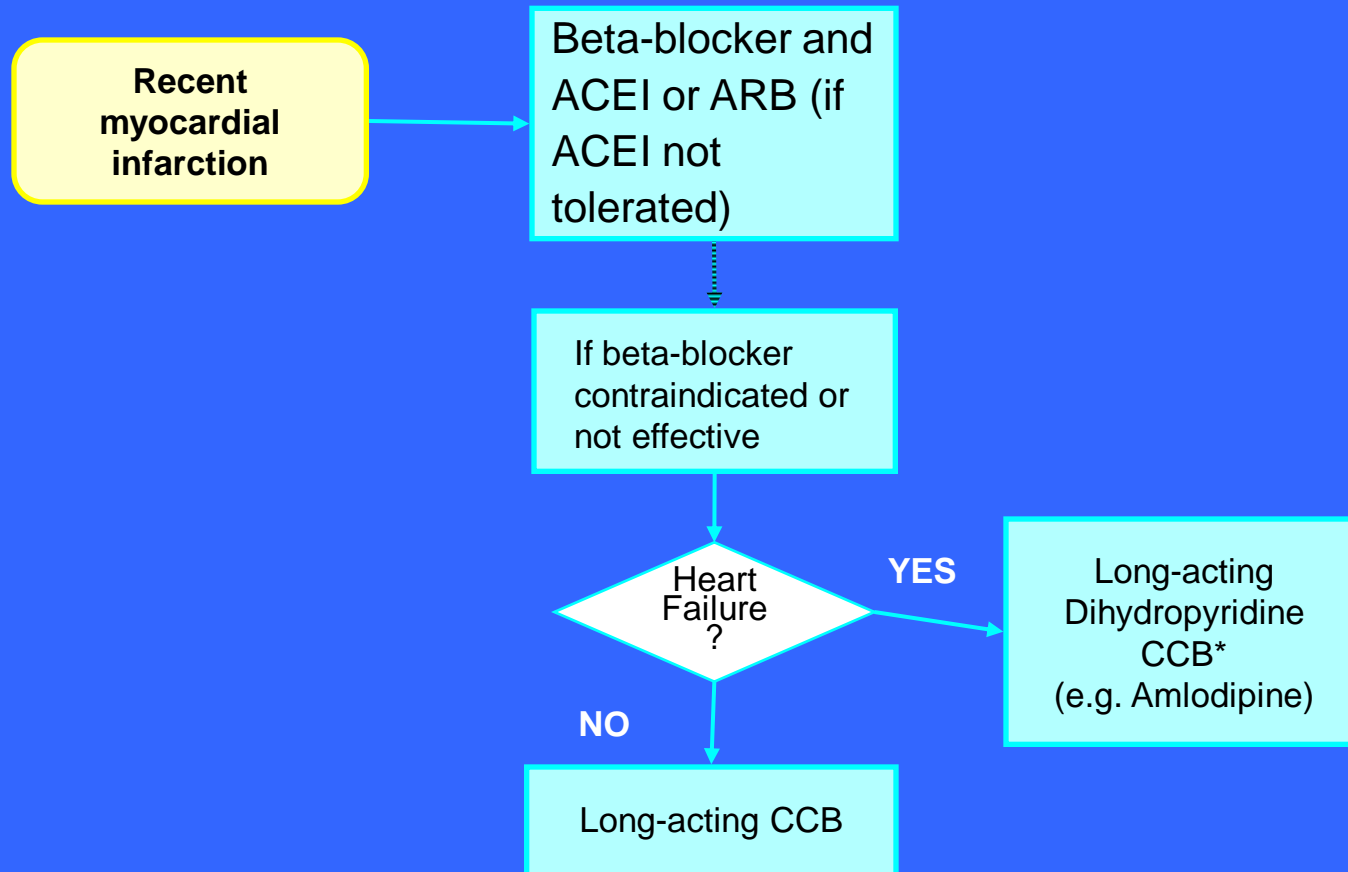 Recent
myocardial
infarction
Beta-blocker and
ACEI or ARB (if
ACEI not
tolerated)
If beta-blocker
contraindicated or
not effective
Heart
Failure
?
YES
Long-acting
Dihydropyridine
CCB*
(e.g. Amlodipine)
NO
Long-acting CCB